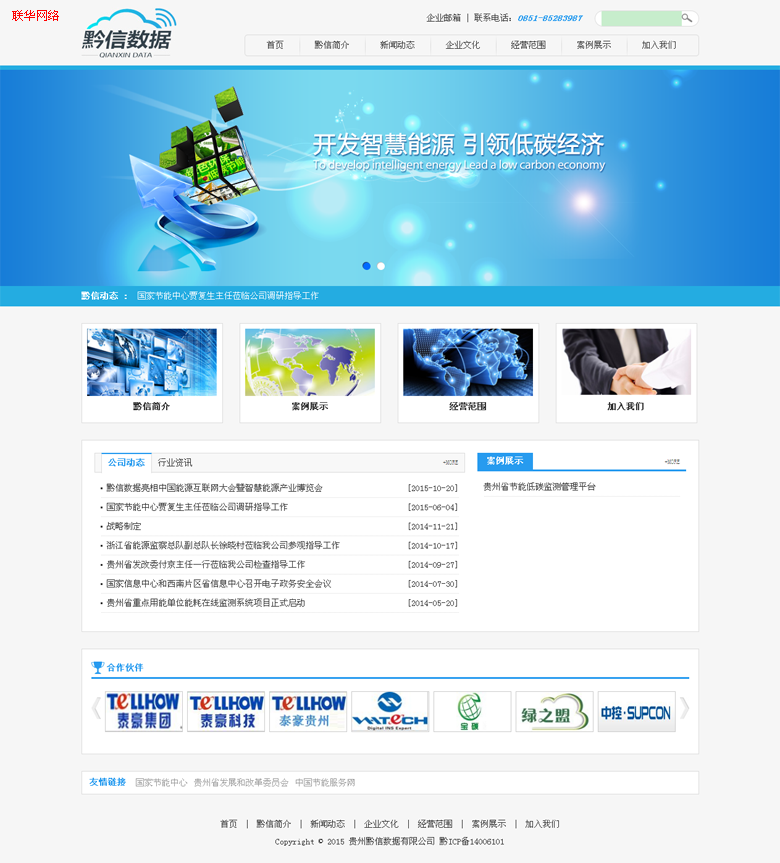 联华网络
黔信数据
QIANXIN DATA
企业邮箱 | 联系电话: 0851-85283987
首页 黔信简介 新闻动态 企业文化 经营范围 案例展示 加入我们
开发智慧能源 引领低碳经济
To develop intelligent energy Lead a low carbon economy
黔信动态 : 国家节能中心贾复生主任莅临公司调研指导工作
黔信简介 案例展示 经营范围 加入我们
公司动态 行业资讯 +MORE
• 黔信数据亮相中国能源互联网大会暨智慧能源产业博览会 [2015-10-20]
• 国家节能中心贾复生主任莅临公司调研指导工作 [2015-06-04]
• 战略制定 [2014-11-21]
• 浙江省能源监察总队副总队长徐晓村莅临我公司参观指导工作 [2014-10-17]
• 贵州省发改委付京主任一行莅临我公司检查指导工作 [2014-09-27]
• 国家信息中心和西南片区省信息中心召开电子政务安全会议 [2014-07-30]
• 贵州省重点用能单位能耗在线监测系统项目正式启动 [2014-05-20]
案例展示 +MORE
贵州省节能低碳监测管理平台
合作伙伴
TELLHOW 泰豪集团
TELLHOW 泰豪科技
TELLHOW 泰豪贵州
WATECH Digital INS Expert
绿之盟
中控·SUPCON
友情链接 国家节能中心 贵州省发展和改革委员会 中国节能服务网
首页 | 黔信简介 | 新闻动态 | 企业文化 | 经营范围 | 案例展示 | 加入我们
Copyright © 2015 贵州黔信数据有限公司 黔ICP备14006101